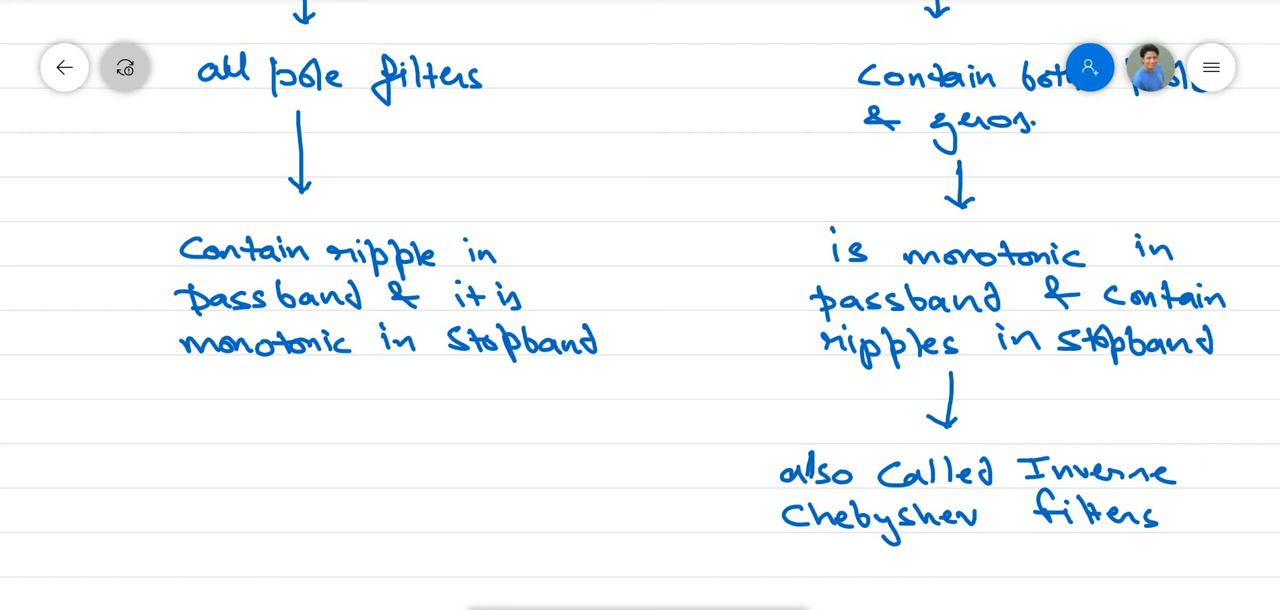 all pole filters
Contain ripple in
passband & it is
monotonic in stopband
Contain both pole
& zeros.
is monotonic in
passband & contain
ripples in stopband
also called Inverse
Chebyshev filters